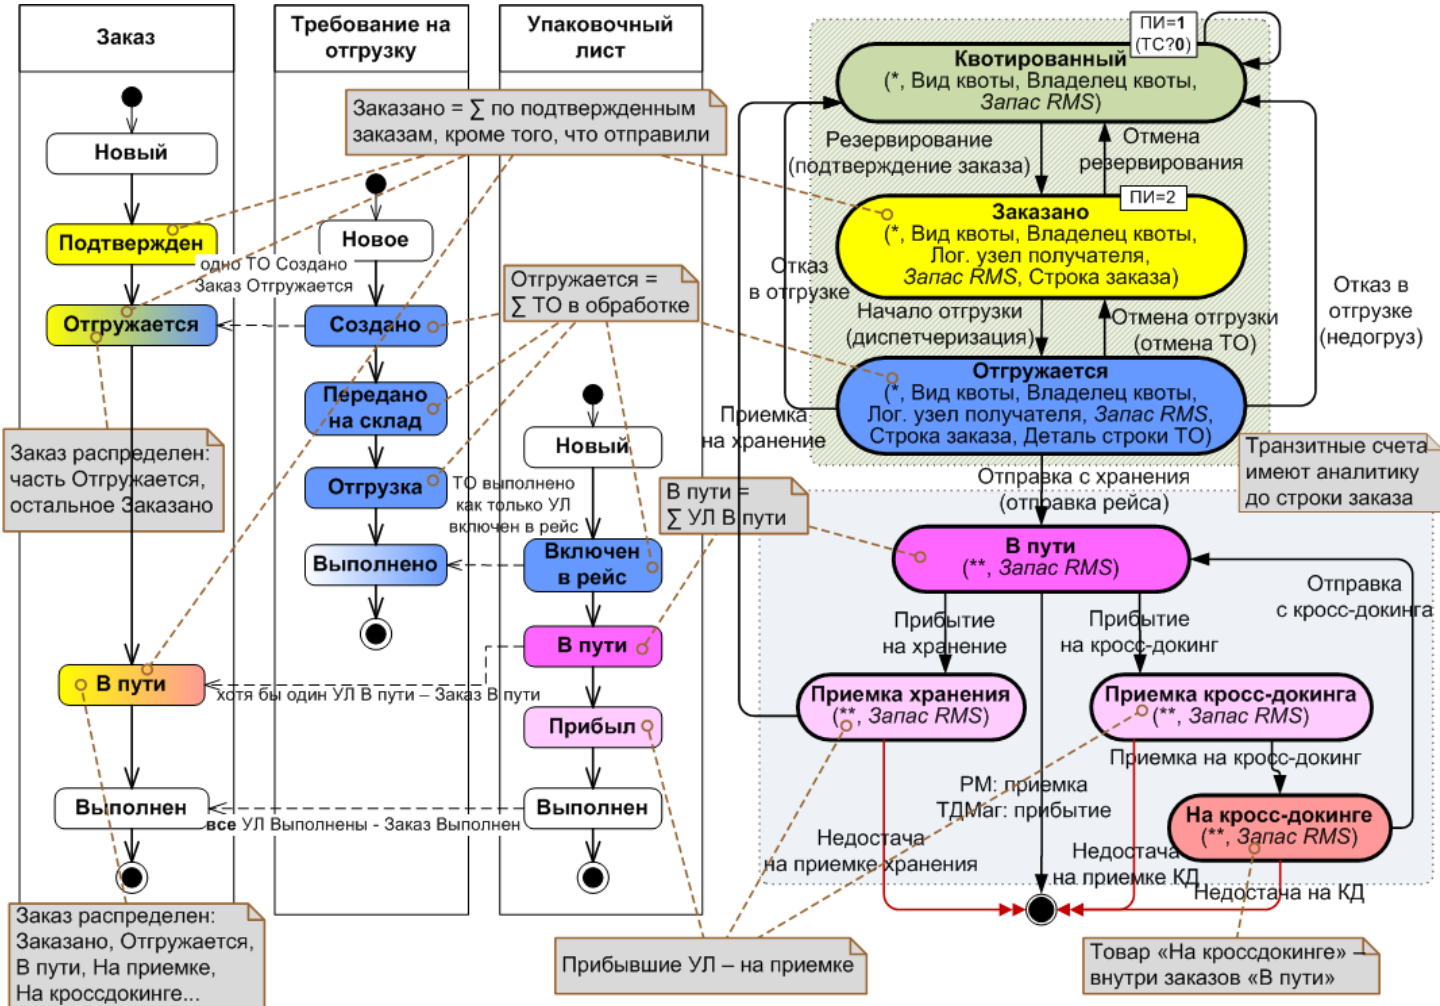 Заказ
Требование на
отгрузку
Упаковочный
лист
Новый
Подтвержден
Отгружается
В пути
Выполнен
Новое
Создано
Передано
на склад
Отгрузка
Выполнено
Новый
Включен
в рейс
В пути
Прибыл
Выполнен
одно ТО Создано
Заказ Отгружается
ТО выполнено
как только УЛ
включен в рейс
хотя бы один УЛ В пути – Заказ В пути
все УЛ Выполнены - Заказ Выполнен
Заказано = ∑ по подтвержденным
заказам, кроме того, что отправили
Отгружается =
∑ ТО в обработке
Заказ распределен:
часть Отгружается,
остальное Заказано
В пути =
∑ УЛ В пути
Заказ распределен:
Заказано, Отгружается,
В пути, На приемке,
На кроссдокинге...
Прибывшие УЛ – на приемке
Товар «На кроссдокинге» –
внутри заказов «В пути»
Транзитные счета
имеют аналитику
до строки заказа
ПИ=1
(ТС?0)
Квотированный
(*, Вид квоты, Владелец квоты,
Запас RMS)
Резервирование
(подтверждение заказа)
Отмена
резервирования
ПИ=2
Заказано
(*, Вид квоты, Владелец квоты,
Лог. узел получателя,
Запас RMS, Строка заказа)
Отказ
в отгрузке
Начало отгрузки
(диспетчеризация)
Отмена отгрузки
(отмена ТО)
Отказ в
отгрузке
(недогруз)
Отгружается
(*, Вид квоты, Владелец квоты,
Лог. узел получателя, Запас RMS,
Строка заказа, Деталь строки ТО)
Приемка
на хранение
Отправка с хранения
(отправка рейса)
В пути
(**, Запас RMS)
Прибытие
на хранение
Прибытие
на кросс-докинг
Отправка
с кросс-докинга
Приемка хранения
(**, Запас RMS)
Приемка кросс-докинга
(**, Запас RMS)
Приемка на кросс-докинг
РМ: приемка
ТДМаг: прибытие
На кросс-докинге
(**, Запас RMS)
Недостача
на приемке хранения
Недостача
на приемке КД
Недостача на КД